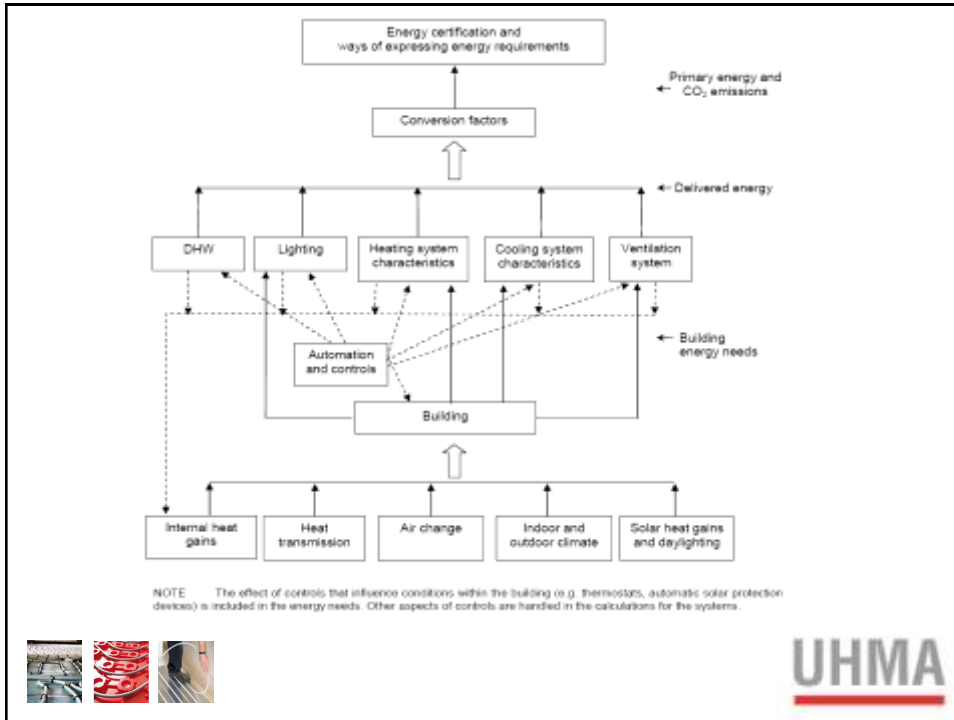 Energy certification and
ways of expressing energy requirements
Primary energy and
CO₂ emissions
Conversion factors
Delivered energy
DHW
Lighting
Heating system
characteristics
Cooling system
characteristics
Ventilation
system
Building
energy needs
Automation
and controls
Building
Internal heat
gains
Heat
transmission
Air change
Indoor and
outdoor climate
Solar heat gains
and daylighting
NOTE The effect of controls that influence conditions within the building (e.g. thermostats, automatic solar protection
devices) is included in the energy needs. Other aspects of controls are handled in the calculations for the systems.
UHMA